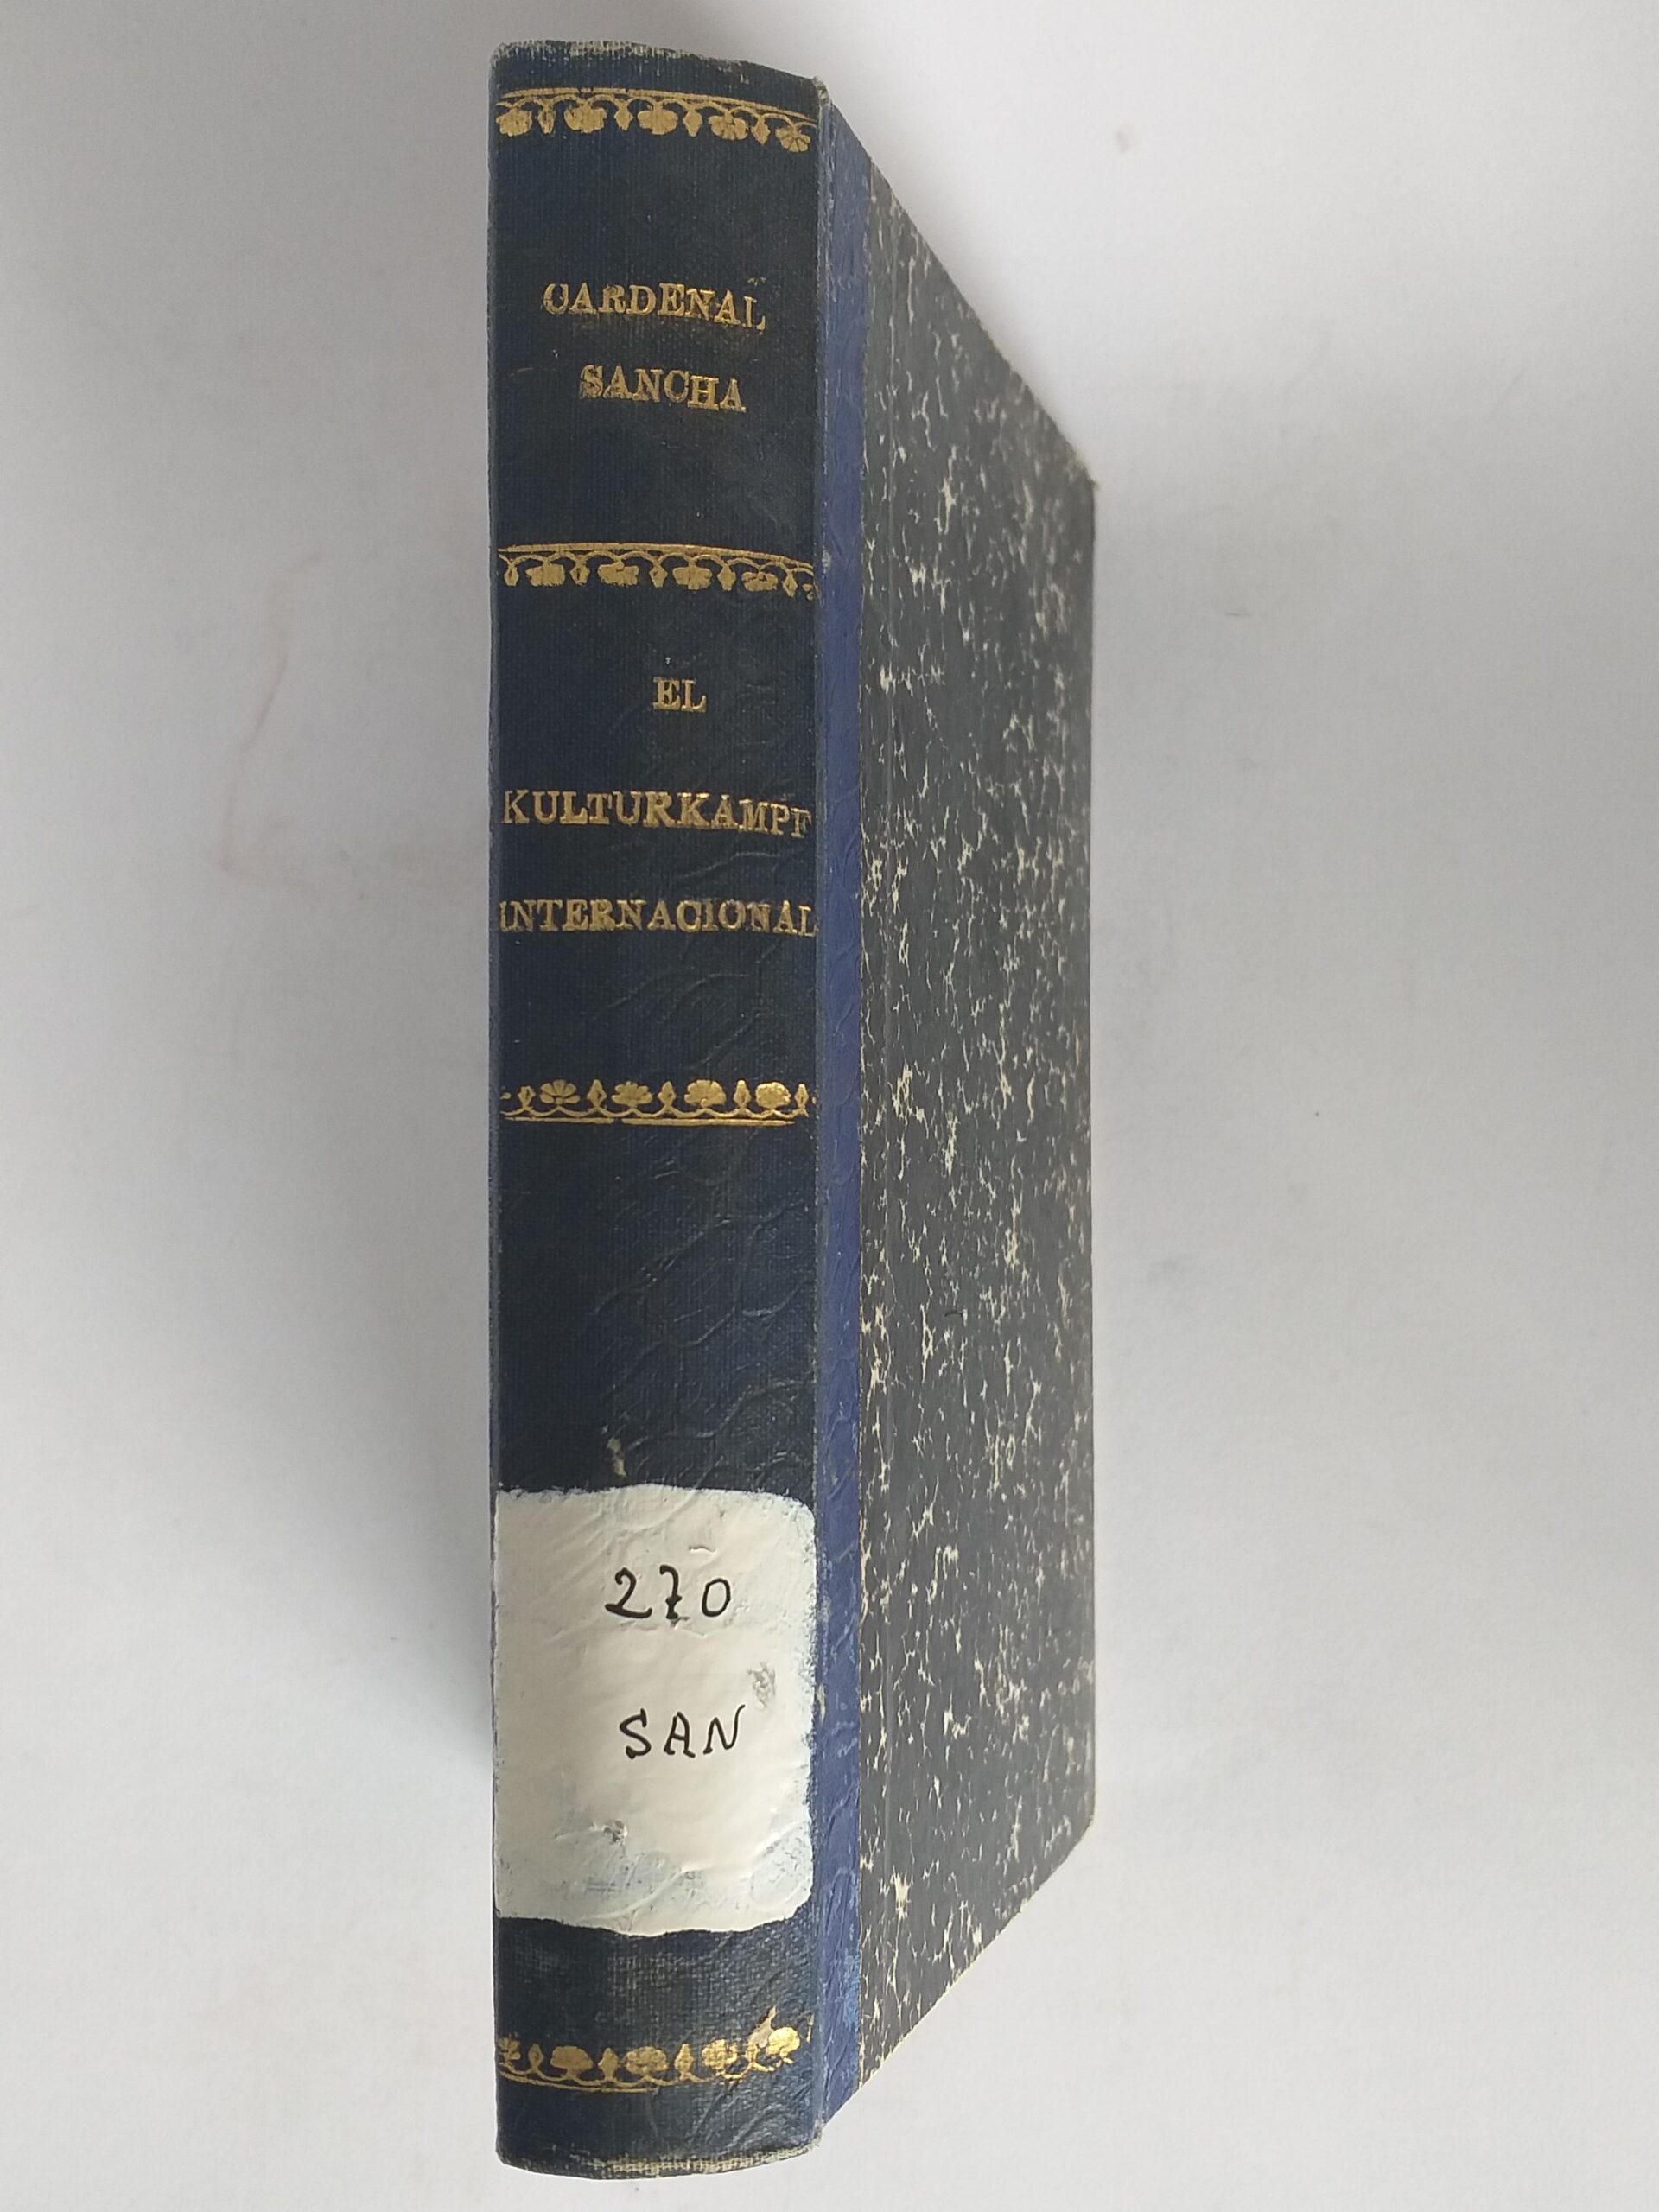 CARDENAL
SANCHA
EL
KULTURKAMPF
INTERNACIONAL
270
SAN